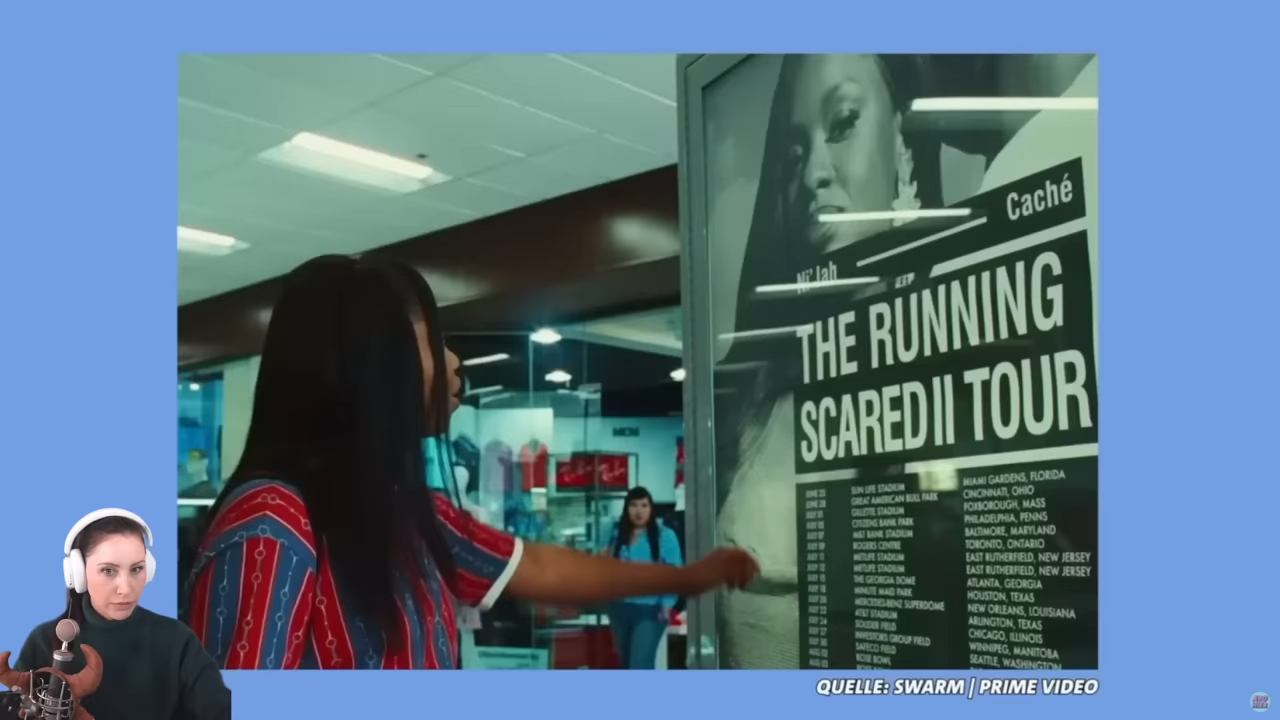 Caché
Ni'Jah
THE RUNNING
SCARED II TOUR
SUN LIFE STADIUM MIAMI GARDENS, FLORIDA
GREAT AMERICAN BULL PARK CINCINNATI, OHIO
GILLETTE STADIUM FOXBOROUGH, MASS
CITIZENS BANK PARK PHILADELPHIA, PENNS
M&T BANK STADIUM BALTIMORE, MARYLAND
ROGERS CENTRE TORONTO, ONTARIO
METLIFE STADIUM EAST RUTHERFIELD, NEW JERSEY
METLIFE STADIUM EAST RUTHERFIELD, NEW JERSEY
THE GEORGIA DOME ATLANTA, GEORGIA
MINUTE MAID PARK HOUSTON, TEXAS
MERCEDES-BENZ SUPERDOME NEW ORLEANS, LOUISIANA
AT&T STADIUM ARLINGTON, TEXAS
SOLDIER FIELD CHICAGO, ILLINOIS
INVESTORS GROUP FIELD WINNIPEG, MANITOBA
SAFECO FIELD SEATTLE, WASHINGTON
ROSE BOWL
QUELLE: SWARM | PRIME VIDEO